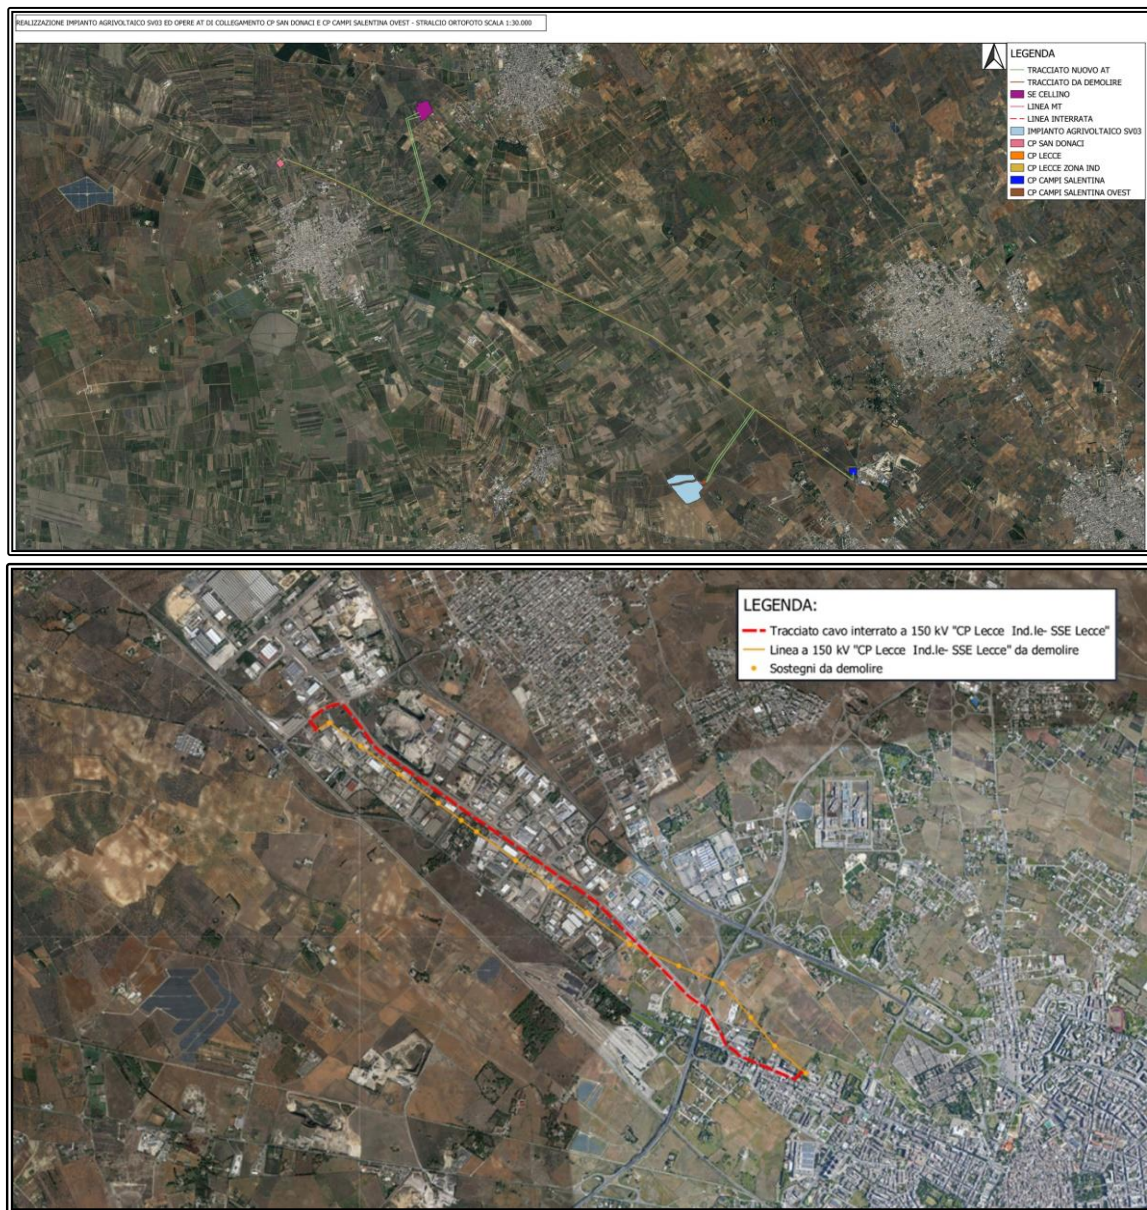 REALIZZAZIONE IMPIANTO AGRIVOLTAICO SV03 ED OPERE AT DI COLLEGAMENTO CP SAN DONACI E CP CAMPI SALENTINA OVEST - STRALCIO ORTOFOTO SCALA 1:30.000
LEGENDA
TRACCIATO NUOVO AT
TRACCIATO DA DEMOLIRE
SE CELLINO
LINEA MT
LINEA INTERRATA
IMPIANTO AGRIVOLTAICO SV03
CP SAN DONACI
CP LECCE
CP LECCE ZONA IND
CP CAMPI SALENTINA
CP CAMPI SALENTINA OVEST
LEGENDA:
Tracciato cavo interrato a 150 kV "CP Lecce Ind.le- SSE Lecce"
Linea a 150 kV "CP Lecce Ind.le- SSE Lecce" da demolire
Sostegni da demolire